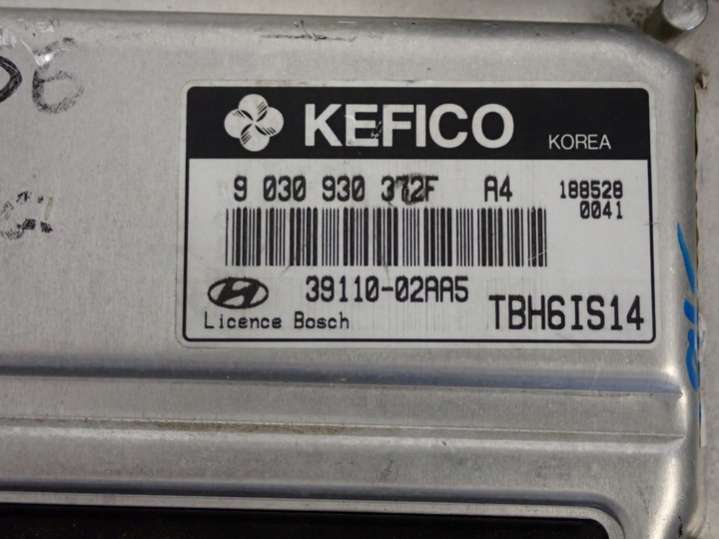 KEFICO KOREA
9 030 930 372F A4 188528
0041
39110-02AA5
Licence Bosch TBH6IS14